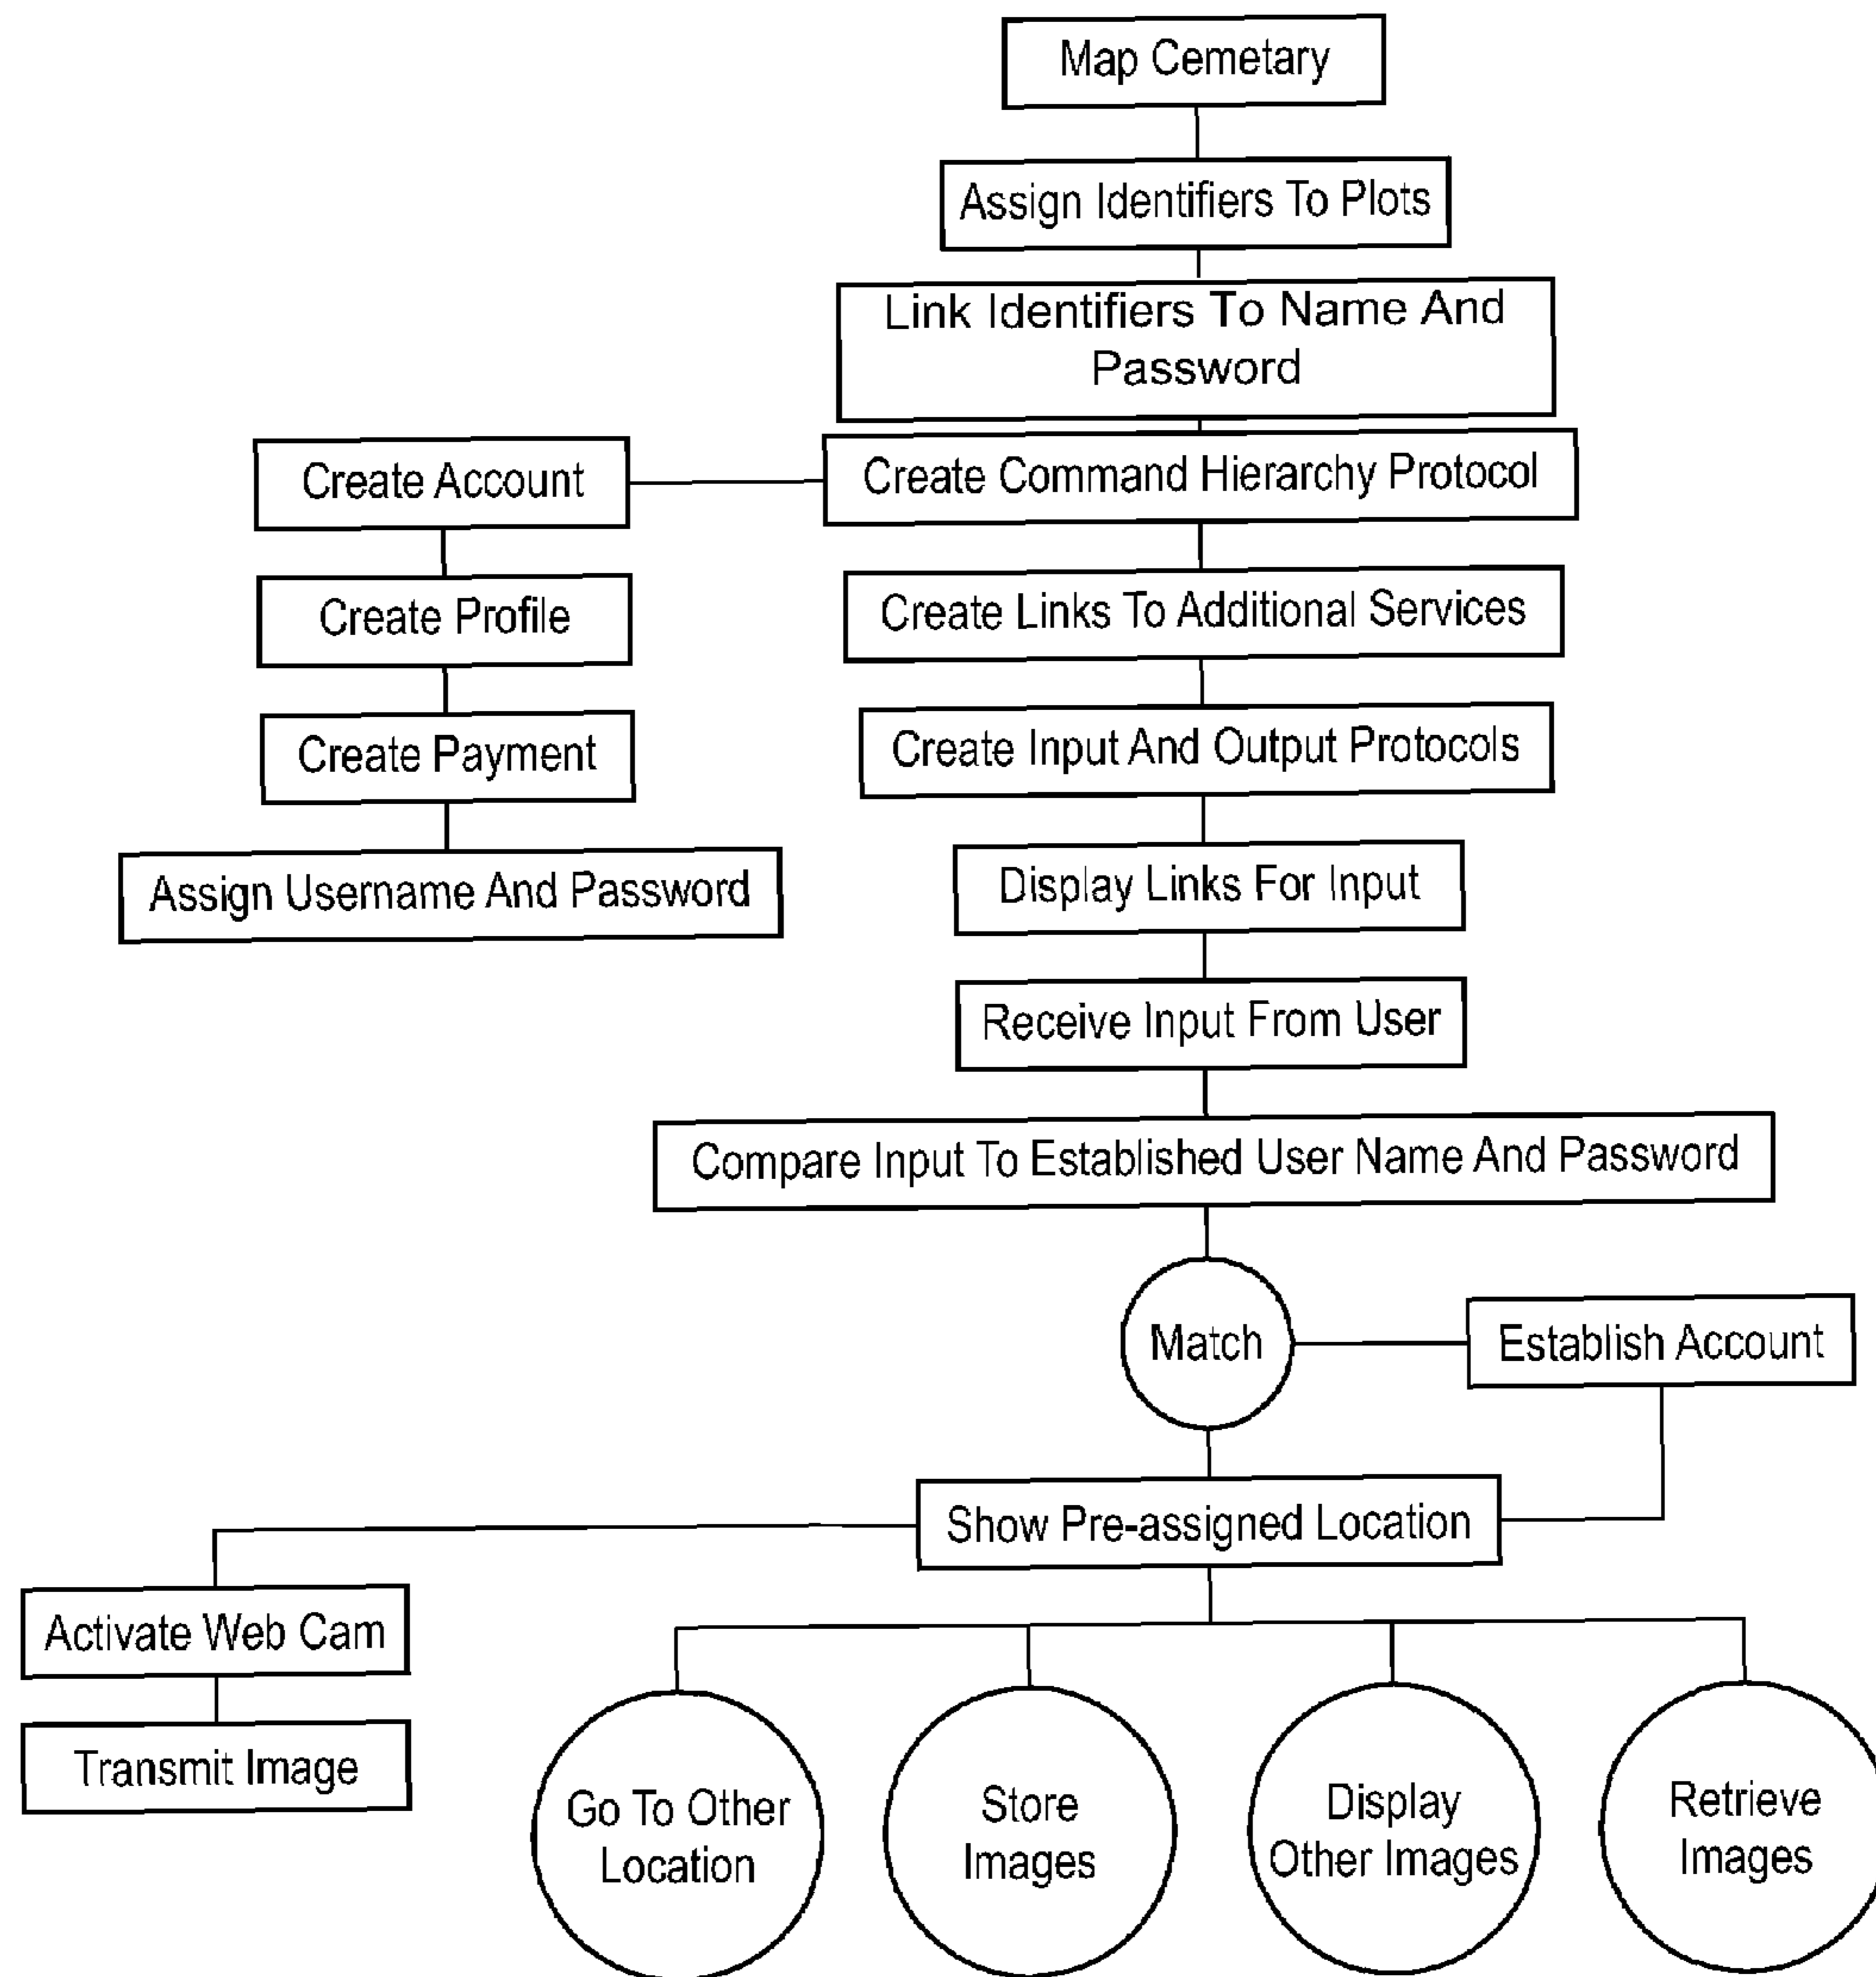 Map Cemetary
Assign Identifiers To Plots
Link Identifiers To Name And
Password
Create Account
Create Command Hierarchy Protocol
Create Profile
Create Links To Additional Services
Create Payment
Create Input And Output Protocols
Assign Username And Password
Display Links For Input
Receive Input From User
Compare Input To Established User Name And Password
Match
Establish Account
Show Pre-assigned Location
Activate Web Cam
Transmit Image
Go To Other
Location
Store
Images
Display
Other Images
Retrieve
Images